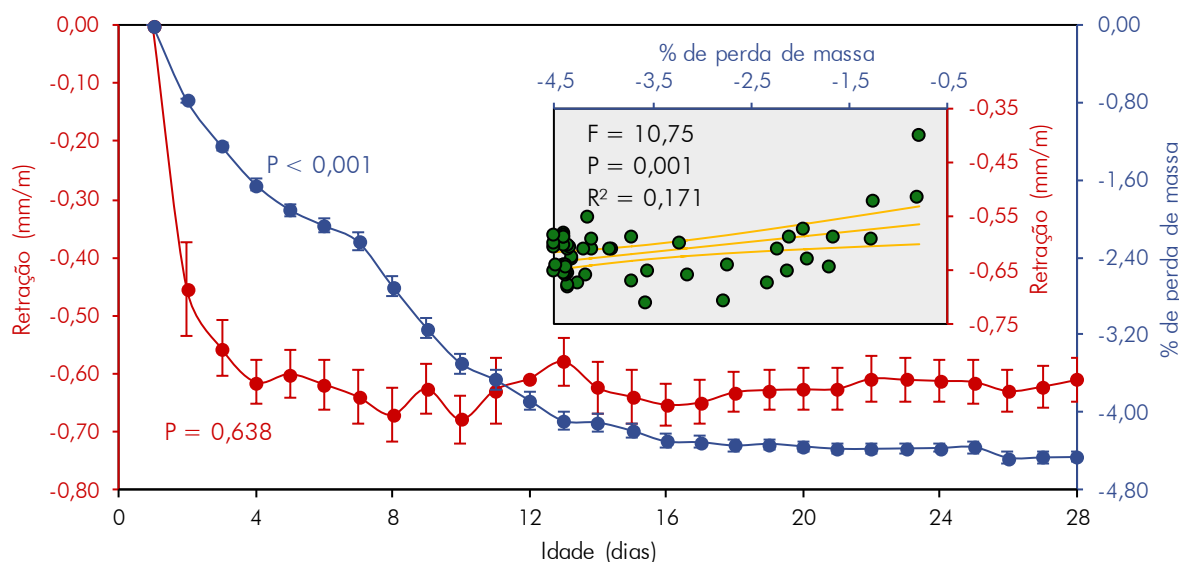 0,00
-0,10
-0,20
-0,30
-0,40
-0,50
-0,60
-0,70
-0,80
Retração (mm/m)
P < 0,001
P = 0,638
% de perda de massa
-4,5 -3,5 -2,5 -1,5 -0,5
F = 10,75
P = 0,001
R² = 0,171
-0,35
-0,45
-0,55
-0,65
-0,75
Retração (mm/m)
0,00
-0,80
-1,60
-2,40
-3,20
-4,00
-4,80
% de perda de massa
0 4 8 12 16 20 24 28
Idade (dias)